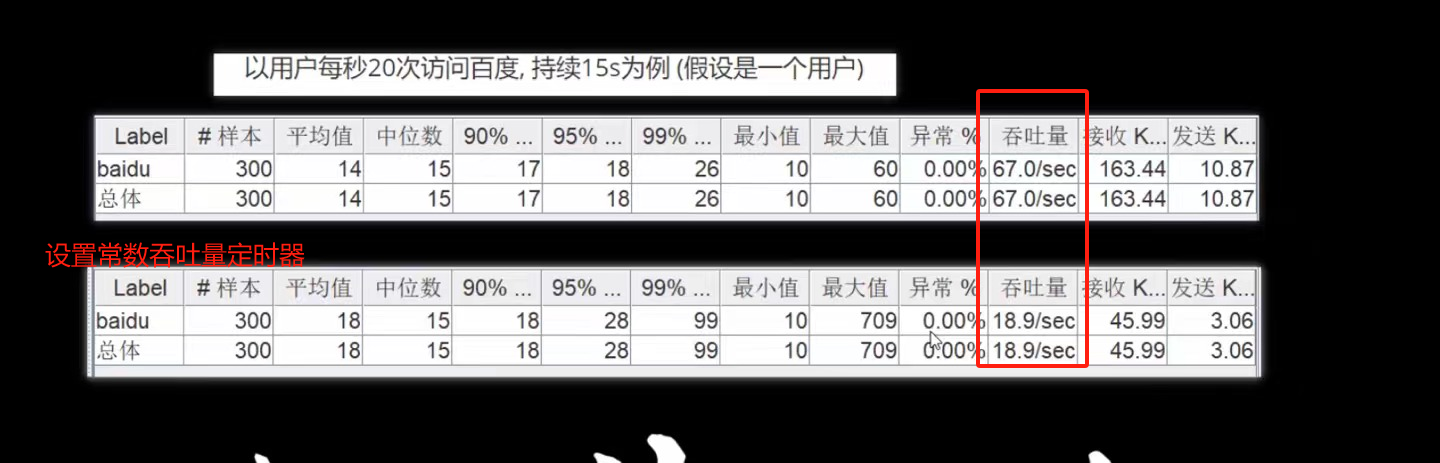 以用户每秒20次访问百度, 持续15s为例 (假设是一个用户)
Label # 样本 平均值 中位数 90% ... 95% ... 99% ... 最小值 最大值 异常 % 吞吐量 接收 K... 发送 K...
baidu 300 14 15 17 18 26 10 60 0.00% 67.0/sec 163.44 10.87
总体 300 14 15 17 18 26 10 60 0.00% 67.0/sec 163.44 10.87
设置常数吞吐量定时器
Label # 样本 平均值 中位数 90% ... 95% ... 99% ... 最小值 最大值 异常 % 吞吐量 接收 K... 发送 K...
baidu 300 18 15 18 28 99 10 709 0.00% 18.9/sec 45.99 3.06
总体 300 18 15 18 28 99 10 709 0.00% 18.9/sec 45.99 3.06